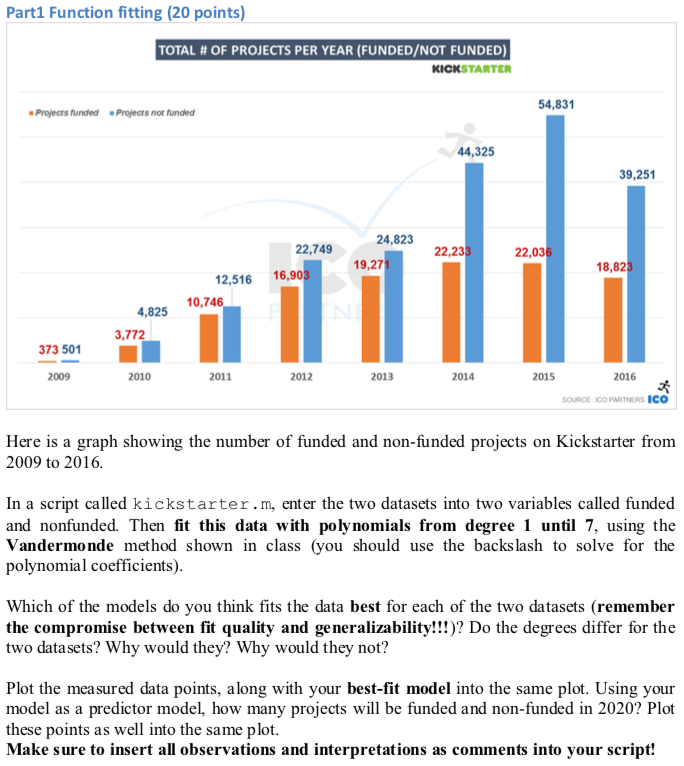 Part1 Function fitting (20 points)
TOTAL # OF PROJECTS PER YEAR (FUNDED/NOT FUNDED)
KICKSTARTER
Projects funded Projects not funded
54,831
44,325
39,251
24,823
22,749
22,233
22,036
19,271
18,823
16,903
12,516
10,746
4,825
3,772
373 501
ICO
PARTNERS
2009 2010 2011 2012 2013 2014 2015 2016
SOURCE: ICO PARTNERS ICO
Here is a graph showing the number of funded and non-funded projects on Kickstarter from
2009 to 2016.
In a script called kickstarter.m, enter the two datasets into two variables called funded
and nonfunded. Then fit this data with polynomials from degree 1 until 7, using the
Vandermonde method shown in class (you should use the backslash to solve for the
polynomial coefficients).
Which of the models do you think fits the data best for each of the two datasets (remember
the compromise between fit quality and generalizability!!!)? Do the degrees differ for the
two datasets? Why would they? Why would they not?
Plot the measured data points, along with your best-fit model into the same plot. Using your
model as a predictor model, how many projects will be funded and non-funded in 2020? Plot
these points as well into the same plot.
Make sure to insert all observations and interpretations as comments into your script!